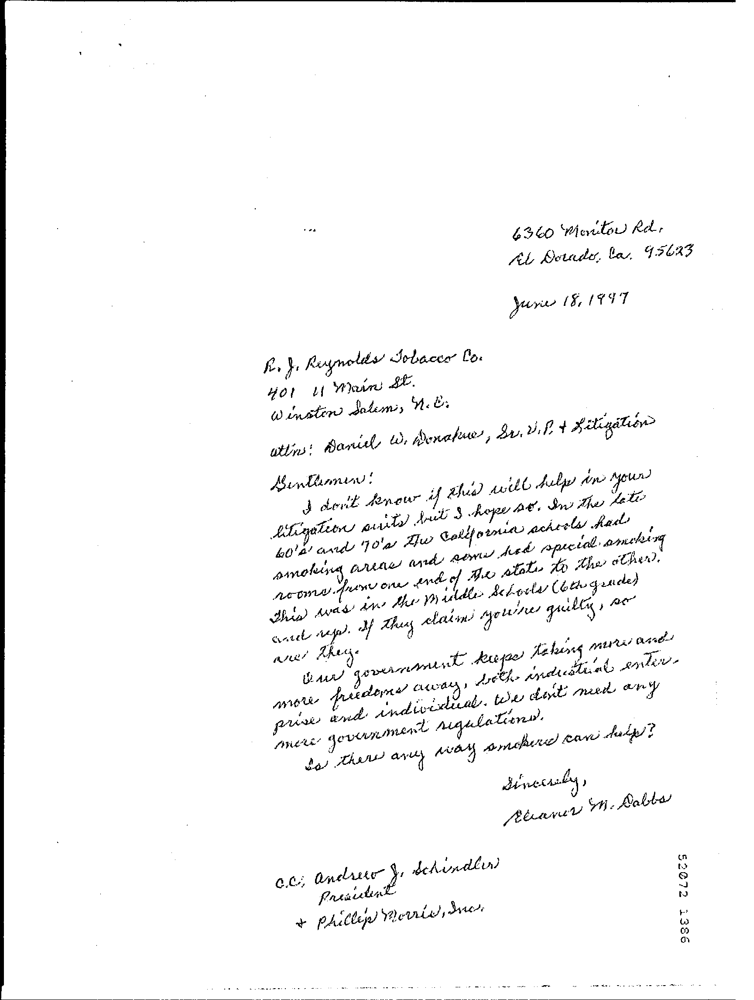 6360 Monitor Rd.
El Dorado, Ca. 95623
June 18, 1997
R. J. Reynolds Tobacco Co.
401 N Main St.
Winston Salem, N.C.
Attn: Daniel W. Donahue, Sr. V.P. + Litigation
Gentlemen:
I don't know if this will help in your
litigation suits but I hope so. In the late
60's and 70's the California schools had
smoking areas and some had special smoking
rooms from one end of the state to the other.
This was in the Middle Schools (6th grade)
and up. If they claim you're guilty, so
are they.
Our government keeps taking more and
more freedoms away, both industrial enter-
prise and individual. We don't need any
more government regulations.
Is there any way smokers can help?
Sincerely,
Eleanor M. Dabbs
C.C; Andrew J. Schindler
President
+ Phillip Morris, Inc.
52072 1386